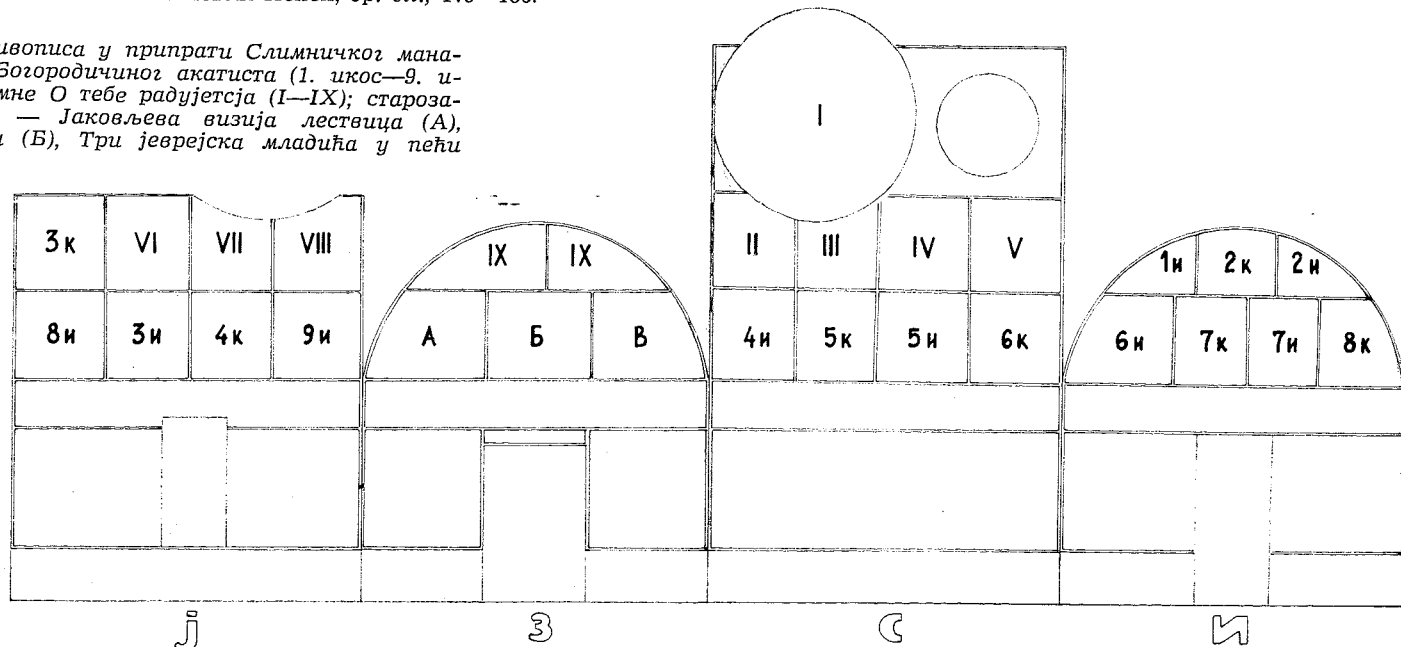 ивописа у припрати Слимничког мана-
Богородичиног акатиста (1. икос—9. и-
мне О тебе радујетсја (I—IX); староза-
— Јаковљева визија лествица (А),
(Б), Три јеврејска младића у пећи
I
3к VI VII VIII
IX IX
II III IV V
1и 2к 2и
8и 3и 4к 9и
А Б В
4и 5к 5и 6к
6и 7к 7и 8к
Ј З С И